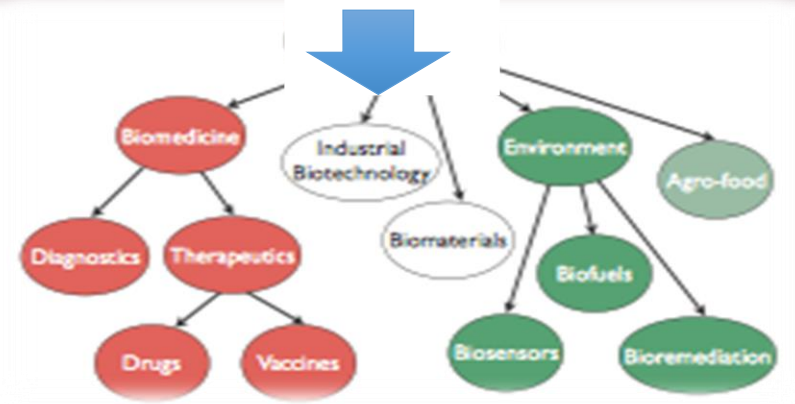 Biomedicine
Industrial
Biotechnology
Environment
Agro-food
Diagnostics
Therapeutics
Biomaterials
Biofuels
Drugs
Vaccines
Biosensors
Bioremediation